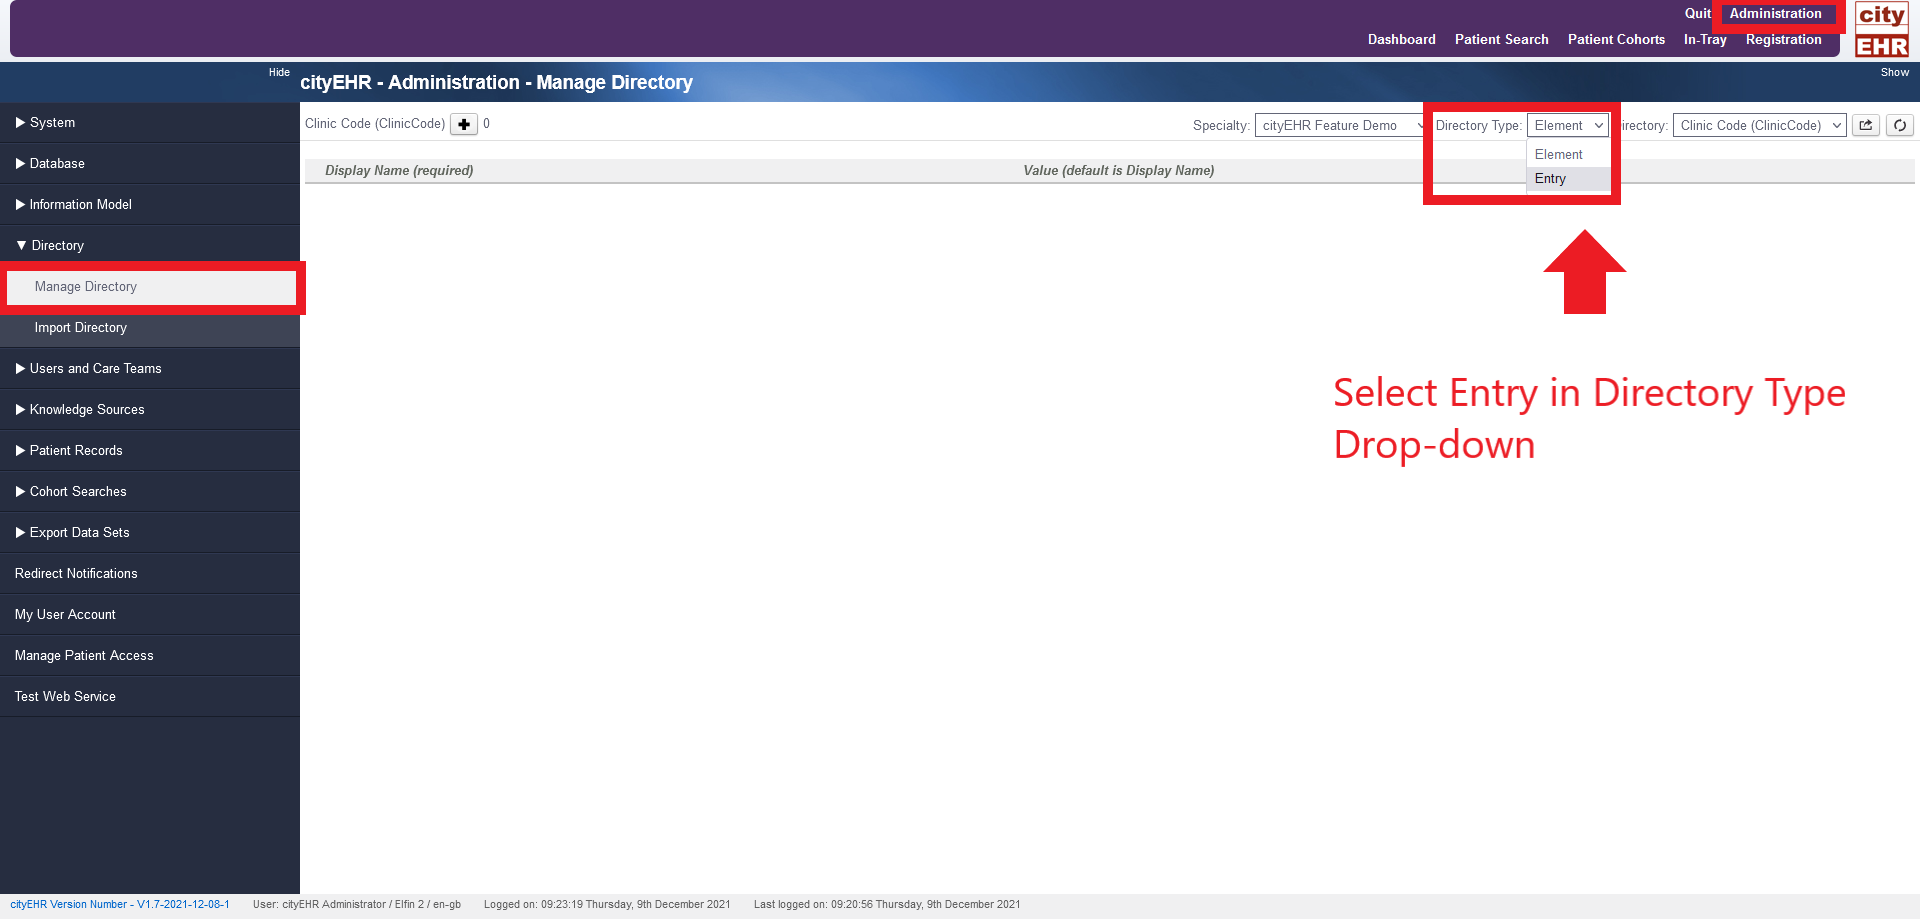 Quit Administration
city
EHR
Dashboard Patient Search Patient Cohorts In-Tray Registration
Hide
cityEHR - Administration - Manage Directory
Show
System
Database
Information Model
Directory
Manage Directory
Import Directory
Users and Care Teams
Knowledge Sources
Patient Records
Cohort Searches
Export Data Sets
Redirect Notifications
My User Account
Manage Patient Access
Test Web Service
Clinic Code (ClinicCode) 0
Specialty: cityEHR Feature Demo Directory Type: Element irectory: Clinic Code (ClinicCode)
Element
Entry
Display Name (required) Value (default is Display Name)
Select Entry in Directory Type
Drop-down
cityEHR Version Number - V1.7-2021-12-08-1 User: cityEHR Administrator / Elfin 2 / en-gb Logged on: 09:23:19 Thursday, 9th December 2021 Last logged on: 09:20:56 Thursday, 9th December 2021